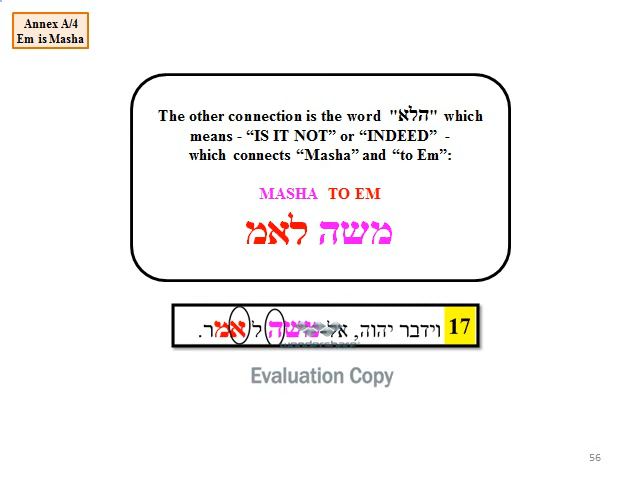 Annex A/4
Em is Masha
The other connection is the word "הלא" which
means - “IS IT NOT” or “INDEED” -
which connects “Masha” and “to Em”:
MASHA TO EM
משה לאמ
17 וידבר יהוה, אל-משה לאמר.
wondershare
Evaluation Copy
56